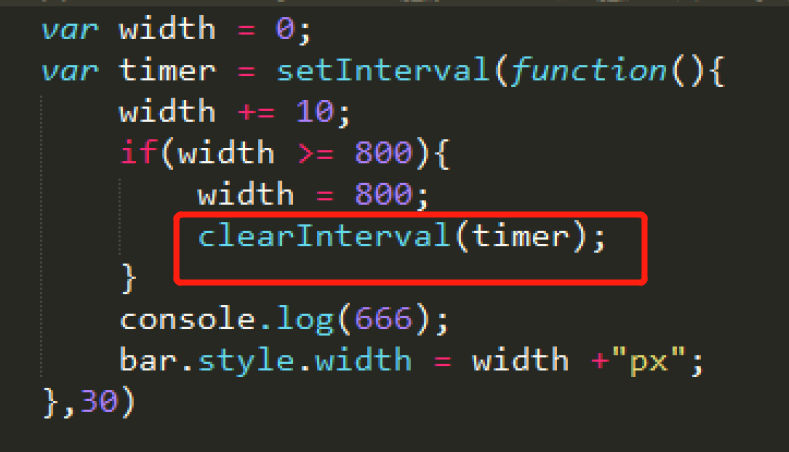 var width = 0;
var timer = setInterval(function(){
width += 10;
if(width >= 800){
width = 800;
clearInterval(timer);
}
console.log(666);
bar.style.width = width +"px";
},30)